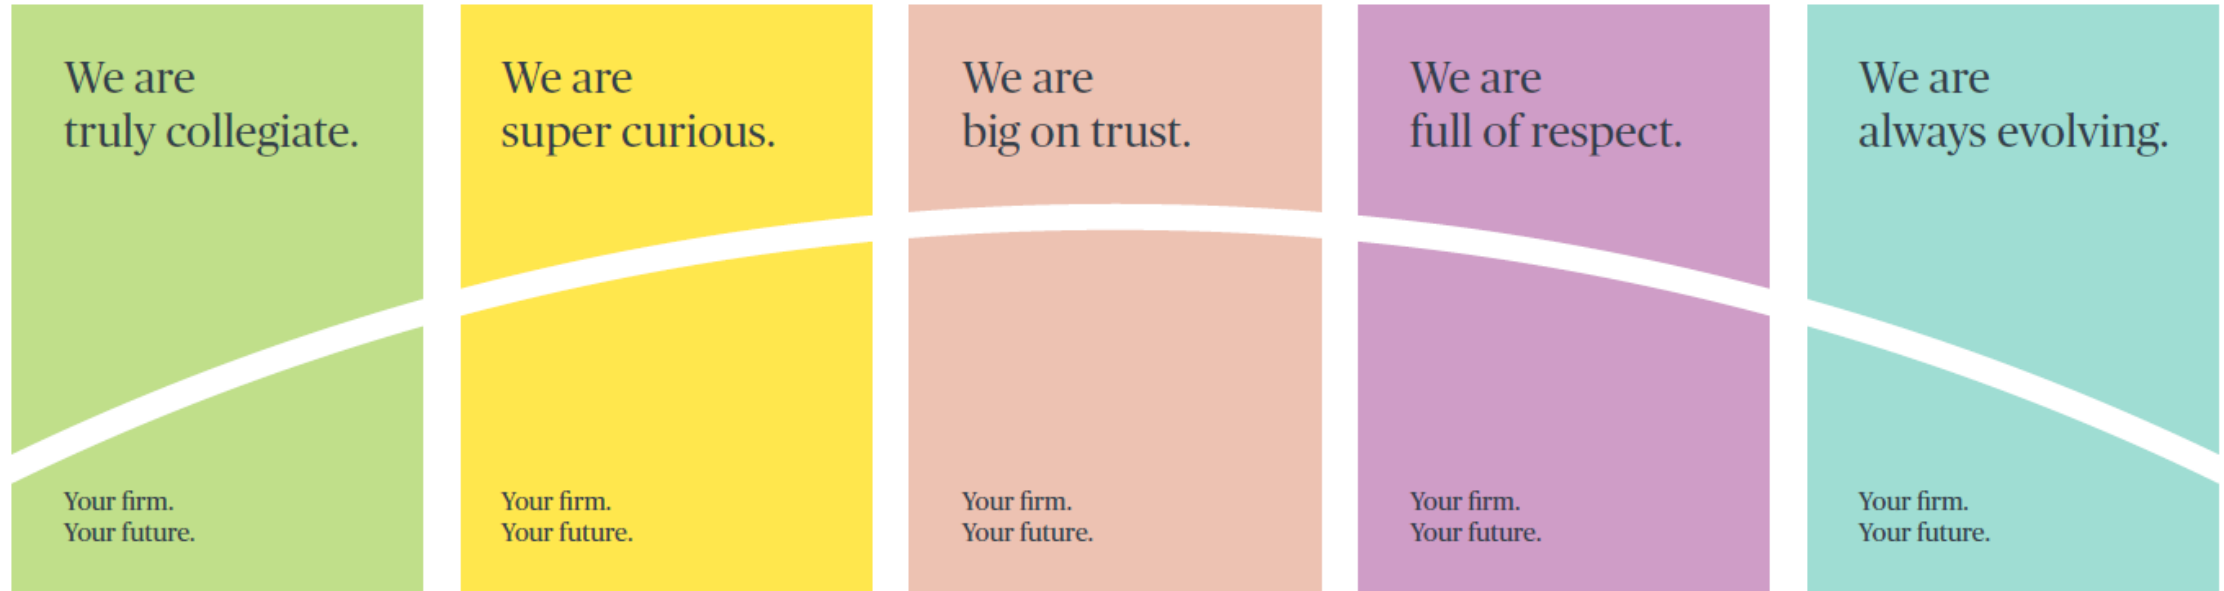 We are
truly collegiate.
Your firm.
Your future.
We are
super curious.
Your firm.
Your future.
We are
big on trust.
Your firm.
Your future.
We are
full of respect.
Your firm.
Your future.
We are
always evolving.
Your firm.
Your future.